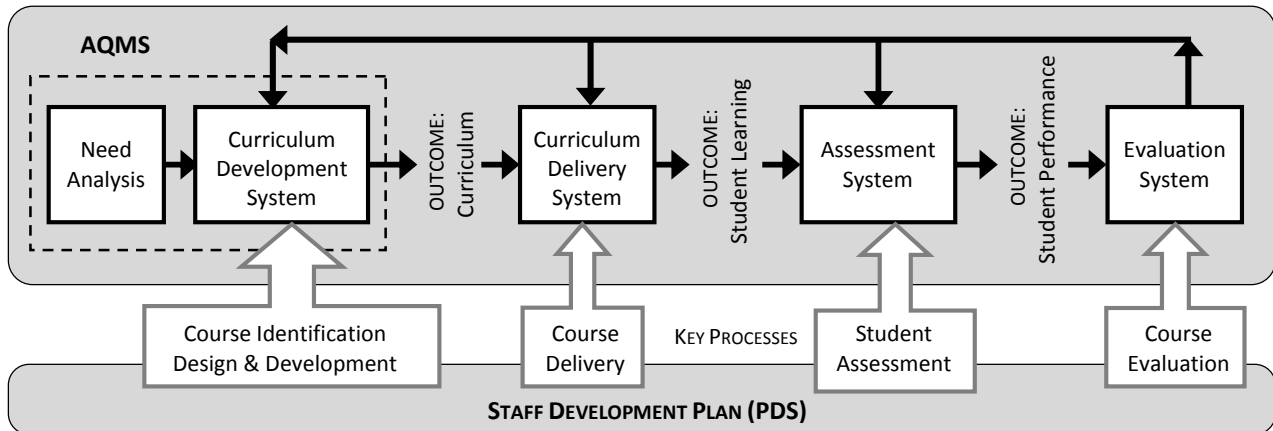 AQMS
Need
Analysis
Curriculum
Development
System
OUTCOME:
Curriculum
Curriculum
Delivery
System
OUTCOME:
Student Learning
Assessment
System
OUTCOME:
Student Performance
Evaluation
System
Course Identification
Design & Development
Course
Delivery
KEY PROCESSES
Student
Assessment
Course
Evaluation
STAFF DEVELOPMENT PLAN (PDS)